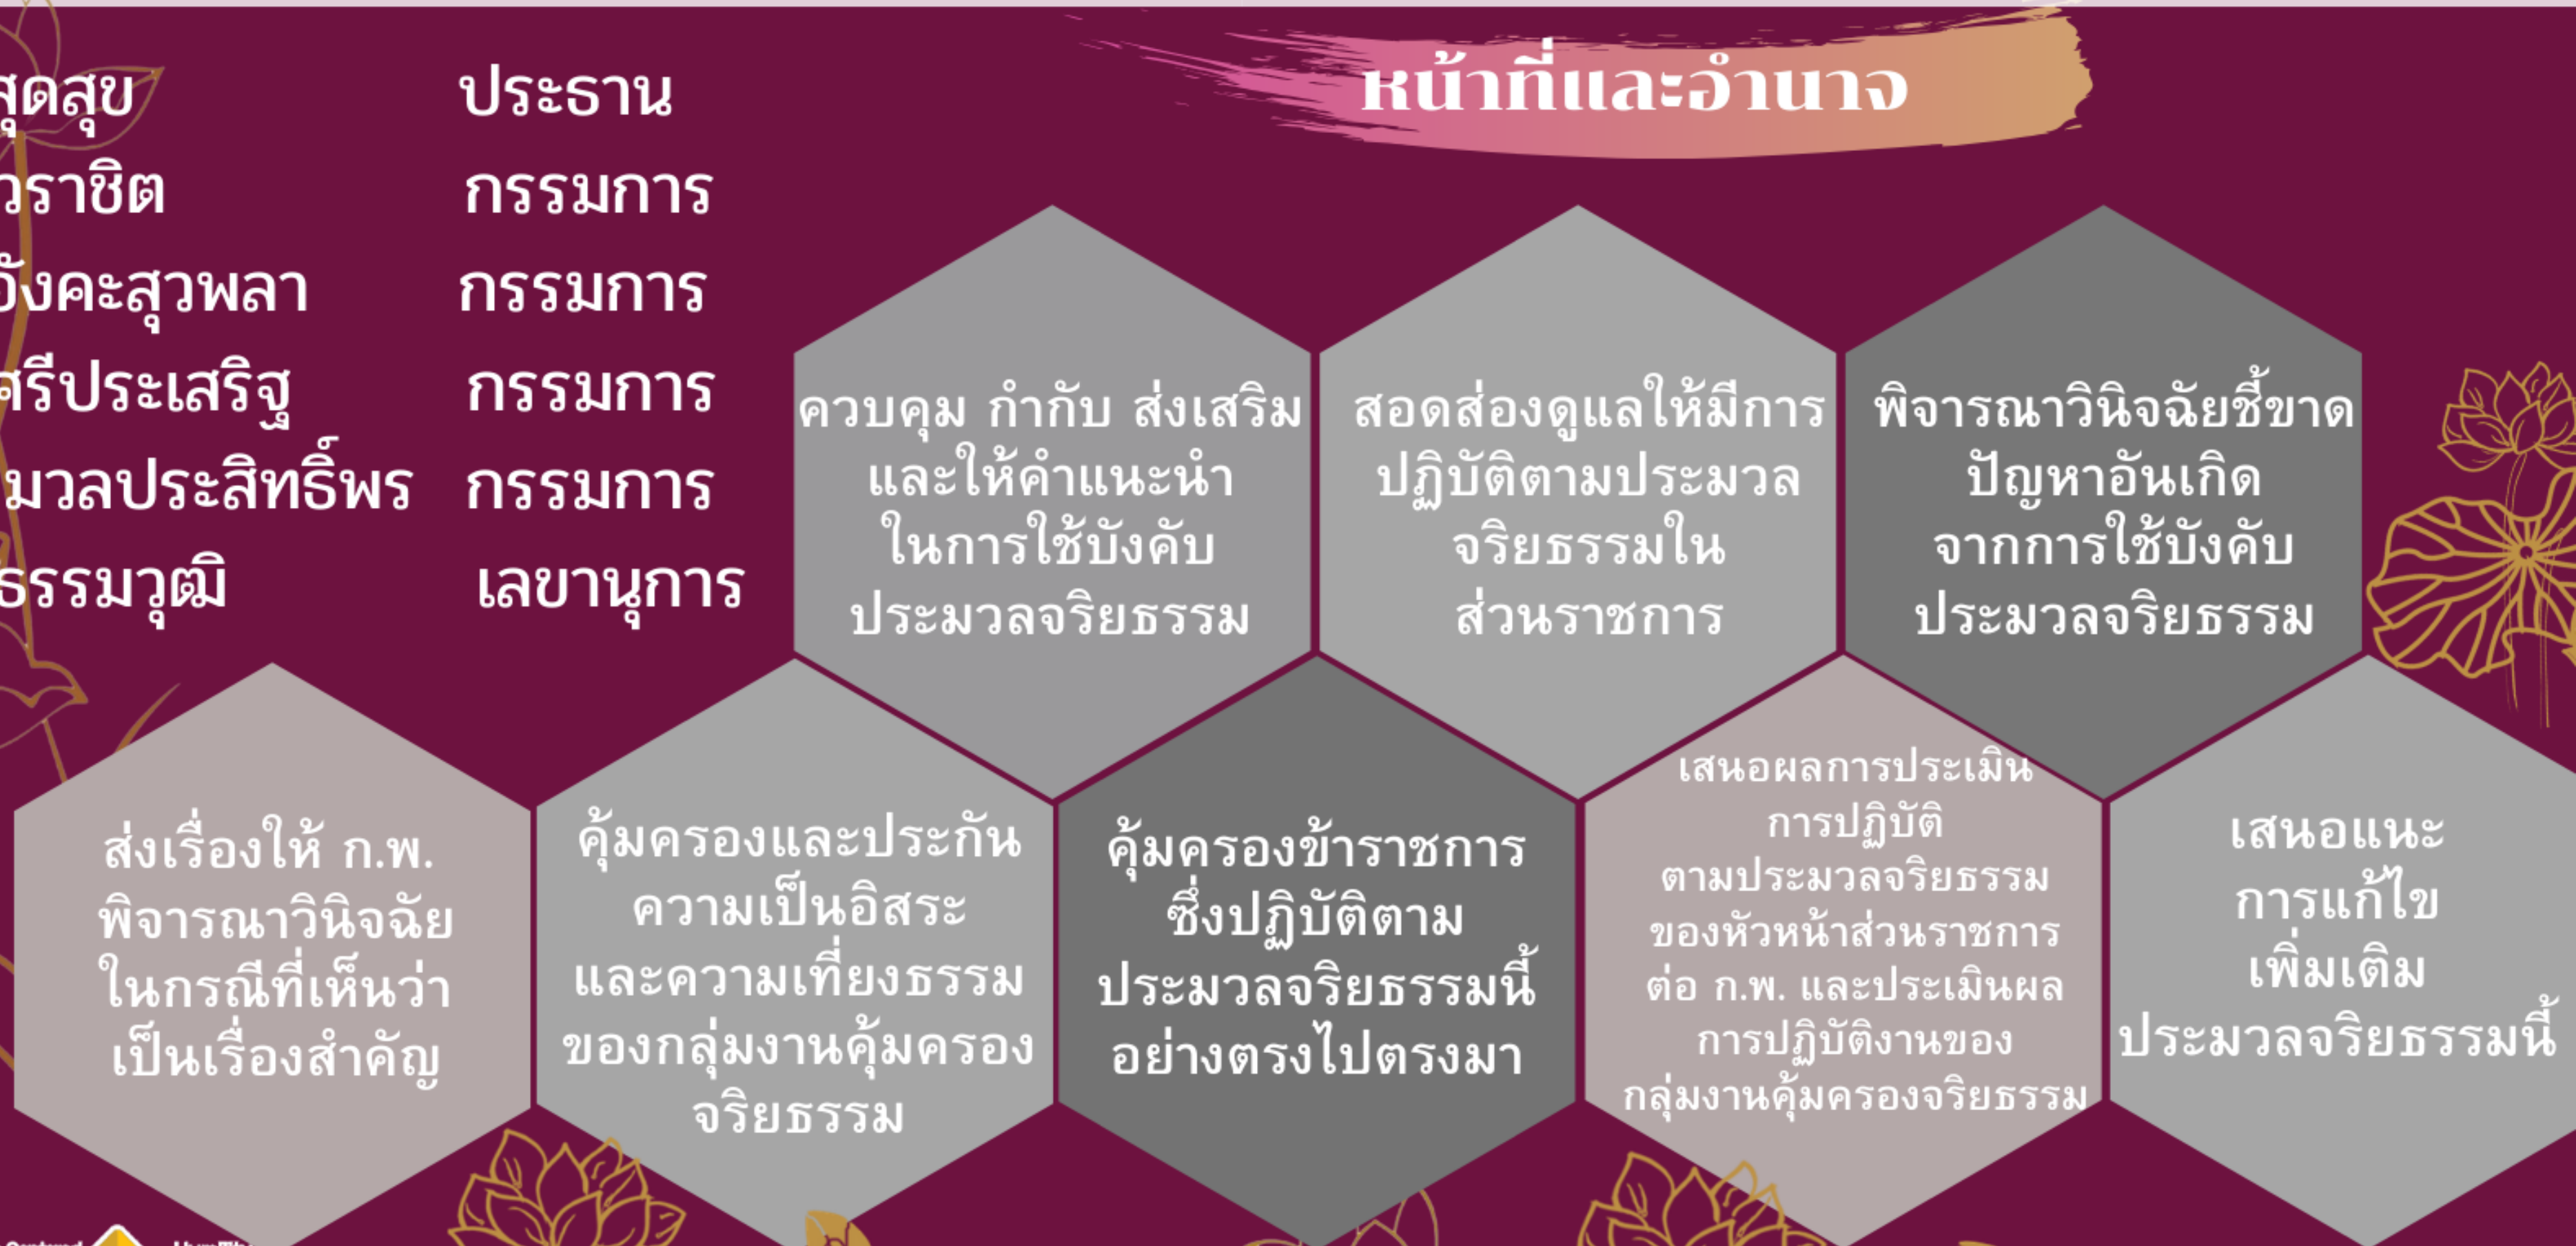 สุดสุข ประธาน
วราชิต กรรมการ
อังคะสุวพลา กรรมการ
ศรีประเสริฐ กรรมการ
มวลประสิทธิ์พร กรรมการ
ธรรมวุฒิ เลขานุการ
หน้าที่และอำนาจ
ควบคุม กำกับ ส่งเสริม
และให้คำแนะนำ
ในการใช้บังคับ
ประมวลจริยธรรม
สอดส่องดูแลให้มีการ
ปฏิบัติตามประมวล
จริยธรรมใน
ส่วนราชการ
พิจารณาวินิจฉัยชี้ขาด
ปัญหาอันเกิด
จากการใช้บังคับ
ประมวลจริยธรรม
ส่งเรื่องให้ ก.พ.
พิจารณาวินิจฉัย
ในกรณีที่เห็นว่า
เป็นเรื่องสำคัญ
คุ้มครองและประกัน
ความเป็นอิสระ
และความเที่ยงธรรม
ของกลุ่มงานคุ้มครอง
จริยธรรม
คุ้มครองข้าราชการ
ซึ่งปฏิบัติตาม
ประมวลจริยธรรมนี้
อย่างตรงไปตรงมา
เสนอผลการประเมิน
การปฏิบัติ
ตามประมวลจริยธรรม
ของหัวหน้าส่วนราชการ
ต่อ ก.พ. และประเมินผล
การปฏิบัติงานของ
กลุ่มงานคุ้มครองจริยธรรม
เสนอแนะ
การแก้ไข
เพิ่มเติม
ประมวลจริยธรรมนี้